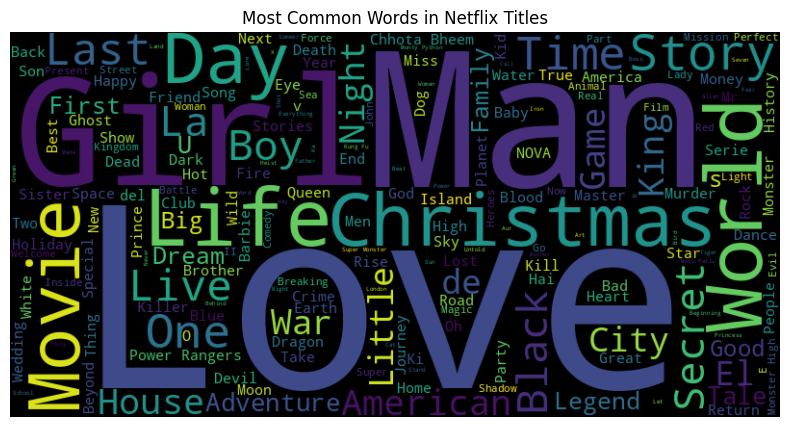 Most Common Words in Netflix Titles
Back
Last
Day
Next
Force
Death
Chhota Bheem
Kid
Time
Story
Mission
Perfect
Part
Son
Present
Street
Happy
Song
Year
Miss
Water
True
America
Lady
Money
Girl
Man
First
Friend
Woman
Eye
Sea
v
Night
John
Dog
Family
Baby
Real
Animal
Mr
History
Best
Ghost
Show
Stories
La
U
Boy
End
NOVA
Game
King
Film
Red
World
Kingdom
Dead
Dark
Hot
Fire
Planet
Serie
Rock
Monster
Sister
Space
Battle
del
Life
Queen
Christmas
God
Island
Blood
Now
Master
Murder
S
Light
Two
New
Prince
Club
Big
Wild
Barbie
Comedy
Men
High
Sky
Heroes
Dance
Movie
Holiday
Welcome
Special
Dream
Brother
II
Super Monster
Untold
Rise
Lost
Kill
Go
Hai
Art
Star
Evil
Love
Inside
Live
Breaking
de
Road
Magic
Bad
Heart
Black
Secret
People
White
Thing
Killer
Crime
Earth
London
Behind
Little
Journey
Beginning
Princess
Wedding
Beyond
One
O
Blue
War
Dragon
Take
Oh
Ki
Party
City
Great
Good
Power Rangers
Devil
Moon
Super
Home
Shadow
El
Tale
E
House
Adventure
American
Legend
Return
Monster High
School